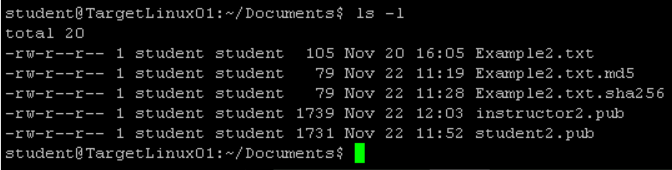 student@TargetLinux01:~/Documents$ ls -l
total 20
-rw-r--r-- 1 student student  105 Nov 20 16:05 Example2.txt
-rw-r--r-- 1 student student   79 Nov 22 11:19 Example2.txt.md5
-rw-r--r-- 1 student student   79 Nov 22 11:28 Example2.txt.sha256
-rw-r--r-- 1 student student 1739 Nov 22 12:03 instructor2.pub
-rw-r--r-- 1 student student 1731 Nov 22 11:52 student2.pub
student@TargetLinux01:~/Documents$